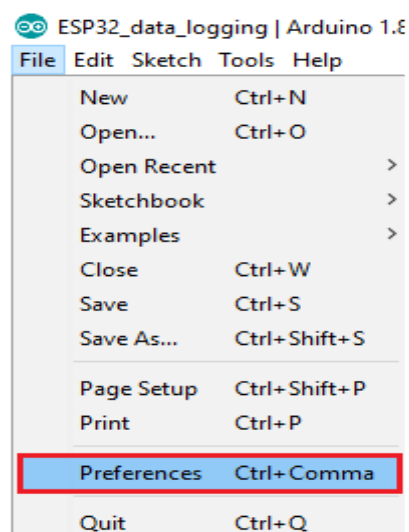 ESP32_data_logging | Arduino 1.8
File Edit Sketch Tools Help
New Ctrl+N
Open... Ctrl+O
Open Recent >
Sketchbook >
Examples >
Close Ctrl+W
Save Ctrl+S
Save As... Ctrl+Shift+S
Page Setup Ctrl+Shift+P
Print Ctrl+P
Preferences Ctrl+Comma
Quit Ctrl+Q